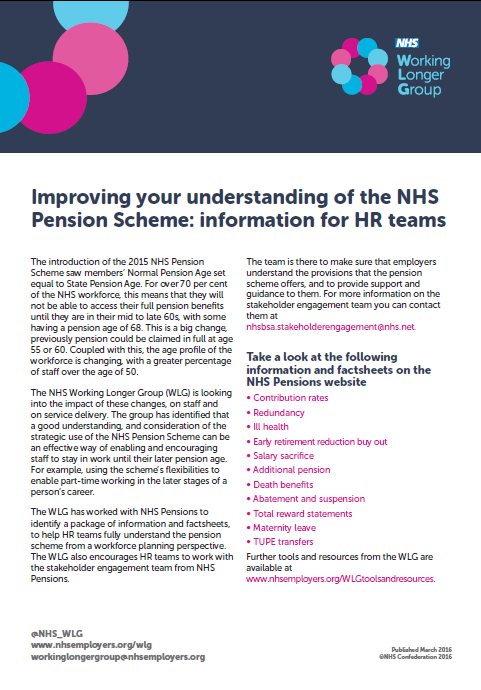 NHS
Working
Longer
Group
Improving your understanding of the NHS
Pension Scheme: information for HR teams
The introduction of the 2015 NHS Pension
Scheme saw members' Normal Pension Age set
equal to State Pension Age. For over 70 per cent
of the NHS workforce, this means that they will
not be able to access their full pension benefits
until they are in their mid to late 60s, with some
having a pension age of 68. This is a big change,
previously pension could be claimed in full at age
55 or 60. Coupled with this, the age profile of the
workforce is changing, with a greater percentage
of staff over the age of 50.
The NHS Working Longer Group (WLG) is looking
into the impact of these changes, on staff and
on service delivery. The group has identified that
a good understanding, and consideration of the
strategic use of the NHS Pension Scheme can be
an effective way of enabling and encouraging
staff to stay in work until their later pension age.
For example, using the scheme's flexibilities to
enable part-time working in the later stages of a
person's career.
The WLG has worked with NHS Pensions to
identify a package of information and factsheets,
to help HR teams fully understand the pension
scheme from a workforce planning perspective.
The WLG also encourages HR teams to work with
the stakeholder engagement team from NHS
Pensions.
The team is there to make sure that employers
understand the provisions that the pension
scheme offers, and to provide support and
guidance to them. For more information on the
stakeholder engagement team you can contact
them at
nhsbsa.stakeholderengagement@nhs.net.
Take a look at the following
information and factsheets on the
NHS Pensions website
• Contribution rates
• Redundancy
• Ill health
• Early retirement reduction buy out
• Salary sacrifice
• Additional pension
• Death benefits
• Abatement and suspension
• Total reward statements
• Maternity leave
• TUPE transfers
Further tools and resources from the WLG are
available at
www.nhsemployers.org/WLGtoolsandresources.
@NHS_WLG
www.nhsemployers.org/wlg
workinglongergroup@nhsemployers.org
Published March 2016
©NHS Confederation 2016